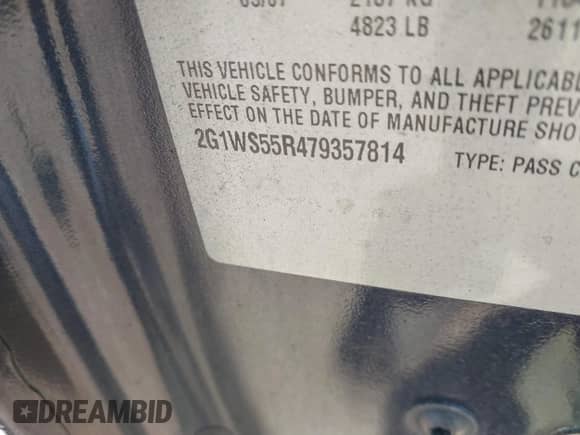 4823 LB 2611
THIS VEHICLE CONFORMS TO ALL APPLICAB
VEHICLE SAFETY, BUMPER, AND THEFT PREV
EFFECT ON THE DATE OF MANUFACTURE SHO
2G1WS55R479357814 TYPE: PASS C
DREAMBID